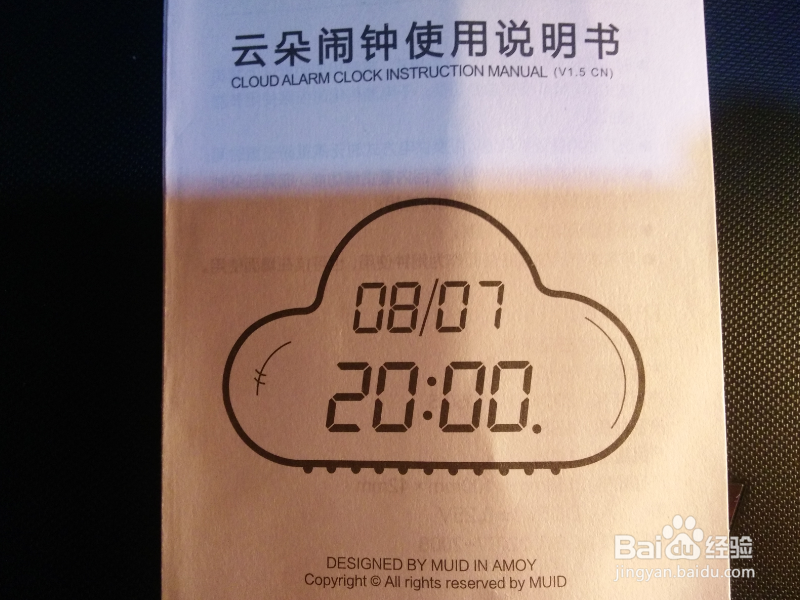 云朵闹钟使用说明书
CLOUD ALARM CLOCK INSTRUCTION MANUAL (V1.5 CN)
08/07
20:00.
DESIGNED BY MUID IN AMOY
Copyright © All rights reserved by MUID
Bai 经验
jingyan.baidu.com